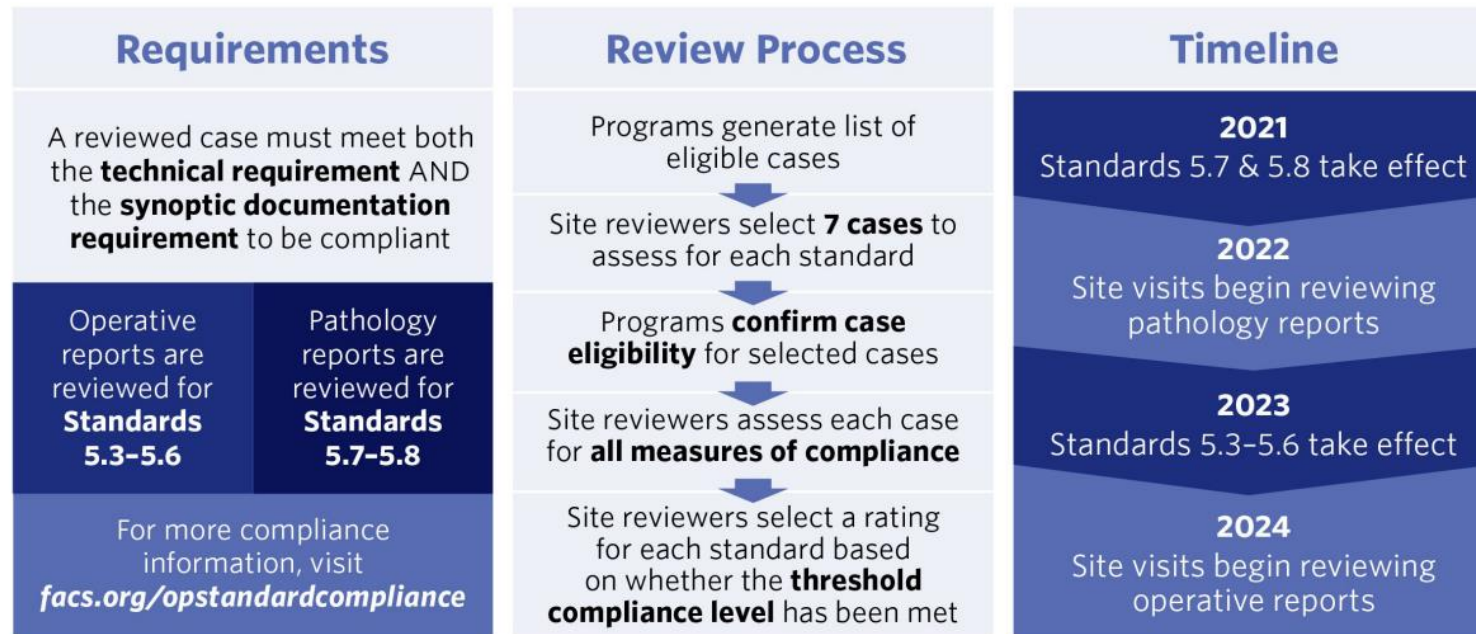 Requirements
A reviewed case must meet both
the technical requirement AND
the synoptic documentation
requirement to be compliant
Operative
reports are
reviewed for
Standards
5.3–5.6
Pathology
reports are
reviewed for
Standards
5.7–5.8
For more compliance
information, visit
facs.org/opstandardcompliance
Review Process
Programs generate list of
eligible cases
Site reviewers select 7 cases to
assess for each standard
Programs confirm case
eligibility for selected cases
Site reviewers assess each case
for all measures of compliance
Site reviewers select a rating
for each standard based
on whether the threshold
compliance level has been met
Timeline
2021
Standards 5.7 & 5.8 take effect
2022
Site visits begin reviewing
pathology reports
2023
Standards 5.3–5.6 take effect
2024
Site visits begin reviewing
operative reports